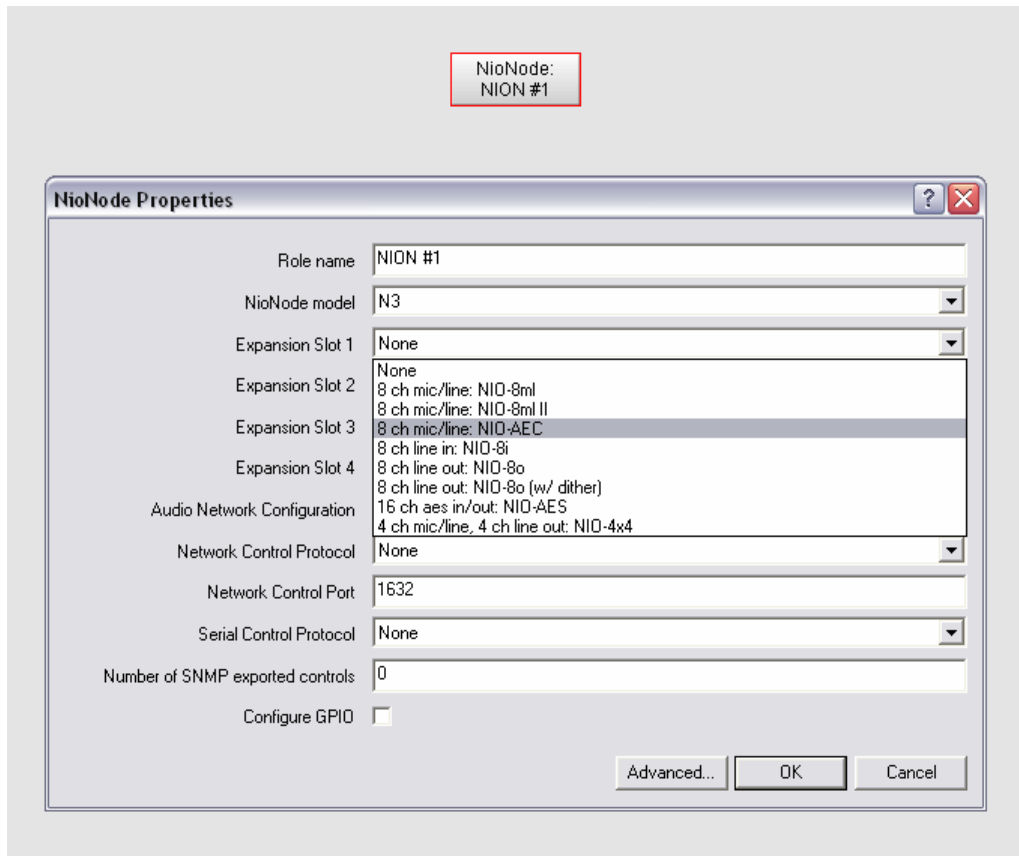 NioNode:
NION #1
NioNode Properties
?
Role name NION #1
NioNode model N3
Expansion Slot 1 None
None
Expansion Slot 2 8 ch mic/line: NIO-8ml
8 ch mic/line: NIO-8ml II
Expansion Slot 3 8 ch mic/line: NIO-AEC
8 ch line in: NIO-8i
Expansion Slot 4 8 ch line out: NIO-8o
8 ch line out: NIO-8o (w/ dither)
Audio Network Configuration 16 ch aes in/out: NIO-AES
4 ch mic/line, 4 ch line out: NIO-4x4
Network Control Protocol None
Network Control Port 1632
Serial Control Protocol None
Number of SNMP exported controls 0
Configure GPIO
Advanced... OK Cancel